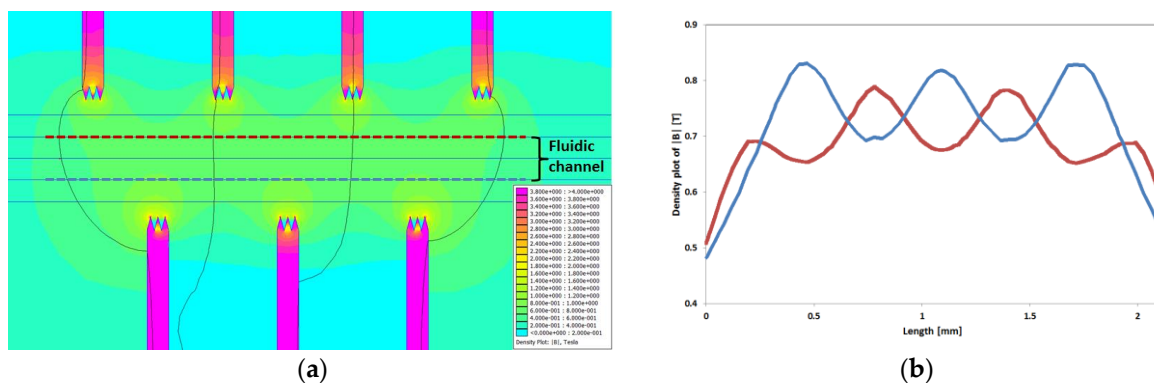 Fluidic
channel
3.800e+000 : >4.000e+000
3.600e+000 : 3.800e+000
3.400e+000 : 3.600e+000
3.200e+000 : 3.400e+000
3.000e+000 : 3.200e+000
2.800e+000 : 3.000e+000
2.600e+000 : 2.800e+000
2.400e+000 : 2.600e+000
2.200e+000 : 2.400e+000
2.000e+000 : 2.200e+000
1.800e+000 : 2.000e+000
1.600e+000 : 1.800e+000
1.400e+000 : 1.600e+000
1.200e+000 : 1.400e+000
1.000e+000 : 1.200e+000
8.000e-001 : 1.000e+000
6.000e-001 : 8.000e-001
4.000e-001 : 6.000e-001
2.000e-001 : 4.000e-001
<0.000e+000 : 2.000e-001
Density Plot: |B|, Tesla
(a)
Density plot of |B| [T]
0.9
0.8
0.7
0.6
0.5
0.4
0
0.5
1
1.5
2
Length [mm]
(b)